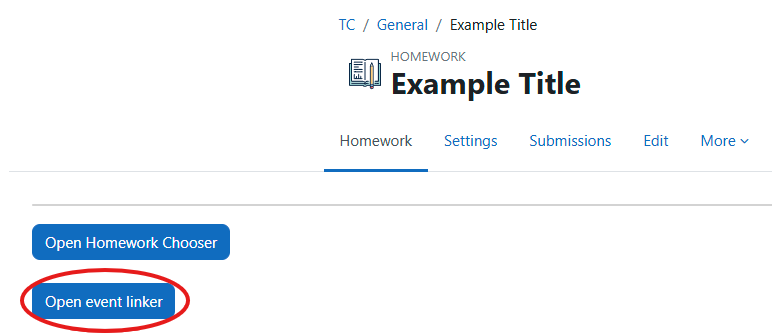 TC / General / Example Title
HOMEWORK
Example Title
Homework Settings Submissions Edit More
Open Homework Chooser
Open event linker